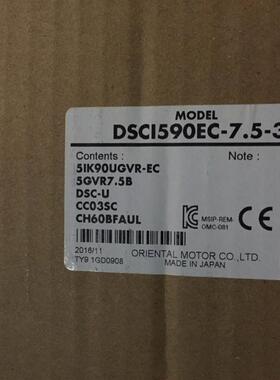 MODEL
DSCI590EC-7.5-3
Contents : Note :
5IK90UGVR-EC
5GVR7.5B
DSC-U
CC03SC
CH60BFAUL
MSIP-REM-
OMC-081
2016/11
TY9 1GD0908
ORIENTAL MOTOR CO.,LTD.
MADE IN JAPAN